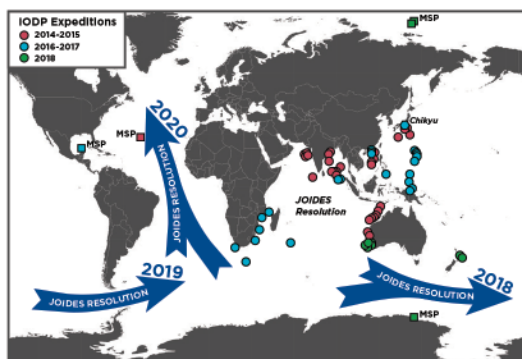 IODP Expeditions
2014-2015
2016-2017
2018
MSP
Chikyu
2020
MSP
MSP
JOIDES RESOLUTION
JOIDES
Resolution
2019
JOIDES RESOLUTION
2018
JOIDES RESOLUTION
MSP